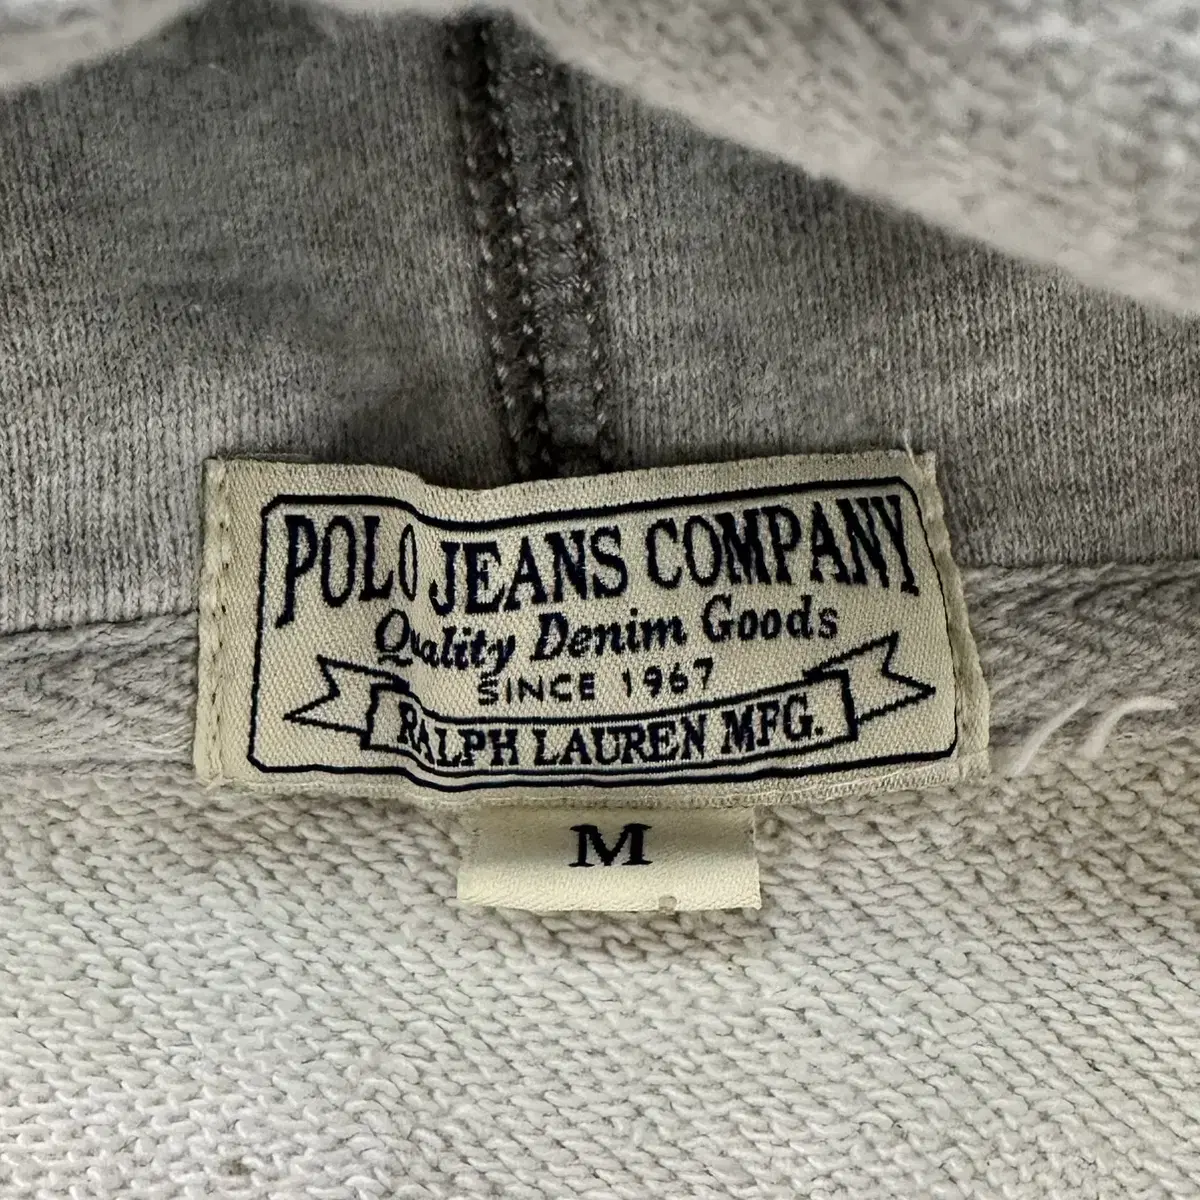 POLO JEANS COMPANY
Quality Denim Goods
SINCE 1967
RALPH LAUREN MFG.
M